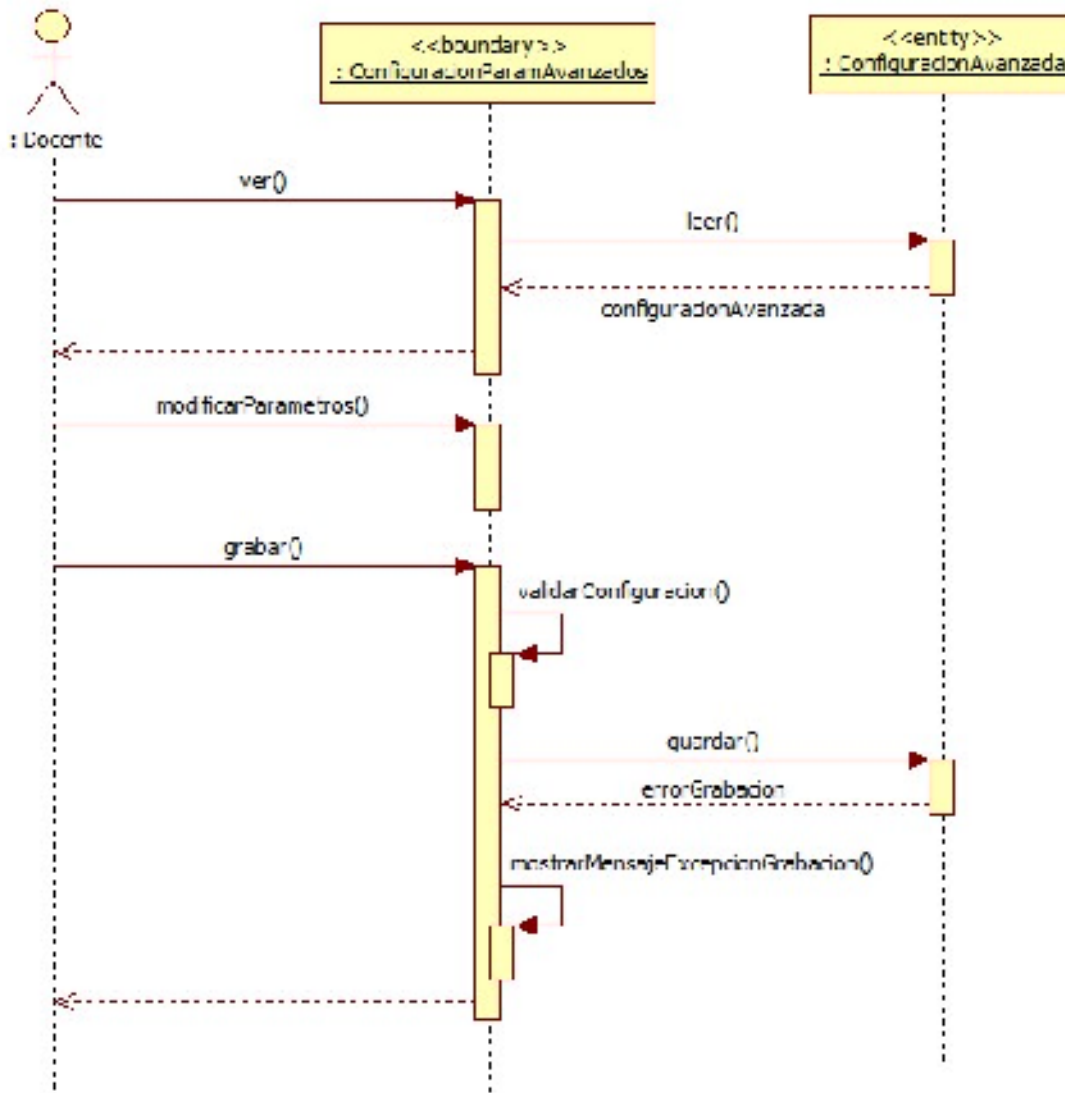 <<boundary>>
: ConfiguracionParamAvanzados
<<entity>>
: ConfiguracionAvanzada
: Docente
ver()
leer()
configuracionAvanzada
modificarParametros()
grabar()
validarConfiguracion()
guardar()
errorGrabacion
mostrarMensajeExcepcionGrabacion()